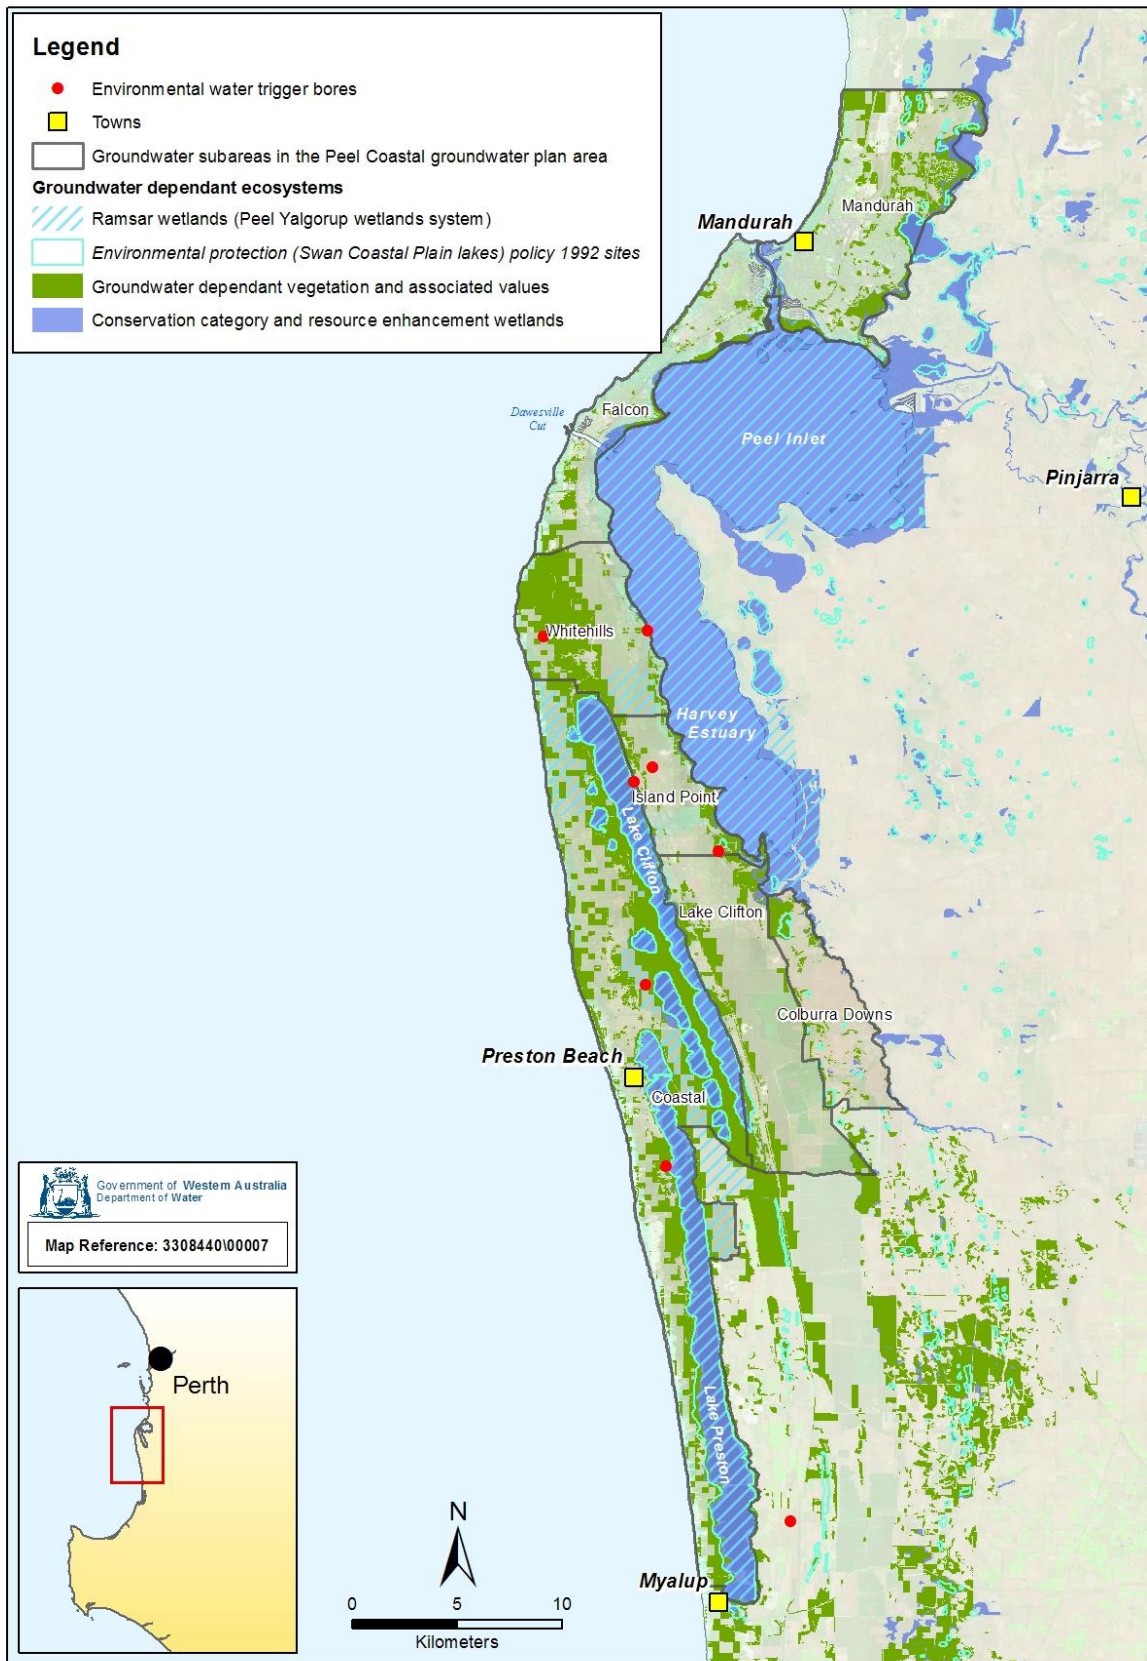 Legend
Environmental water trigger bores
Towns
Groundwater subareas in the Peel Coastal groundwater plan area
Groundwater dependant ecosystems
Ramsar wetlands (Peel Yalgorup wetlands system)
Environmental protection (Swan Coastal Plain lakes) policy 1992 sites
Groundwater dependant vegetation and associated values
Conservation category and resource enhancement wetlands
Mandurah
Mandurah
Falcon
Dawesville
Cut
Peel Inlet
Pinjarra
Whitehills
Harvey
Estuary
Island Point
Lake Clifton
Lake Clifton
Colburra Downs
Preston Beach
Coastal
Lake Preston
Myalup
Government of Western Australia
Department of Water
Map Reference: 3308440\00007
Perth
N
0 5 10
Kilometers